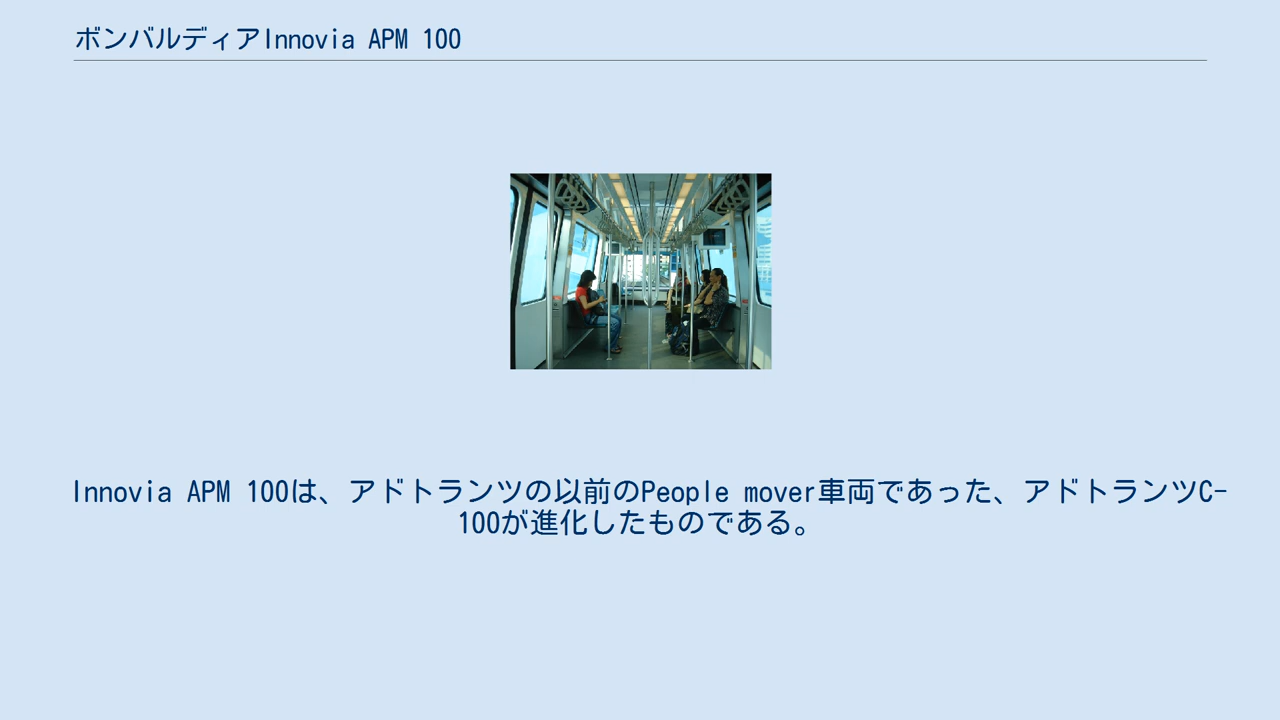 ボンバルディアInnovia APM 100
Innovia APM 100は、アドトランツの以前のPeople mover車両であった、アドトランツC-
100が進化したものである。